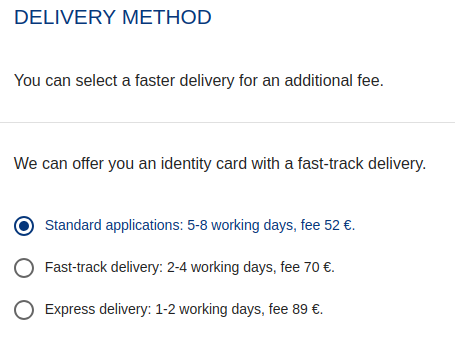 DELIVERY METHOD
You can select a faster delivery for an additional fee.
We can offer you an identity card with a fast-track delivery.
Standard applications: 5-8 working days, fee 52 €.
Fast-track delivery: 2-4 working days, fee 70 €.
Express delivery: 1-2 working days, fee 89 €.